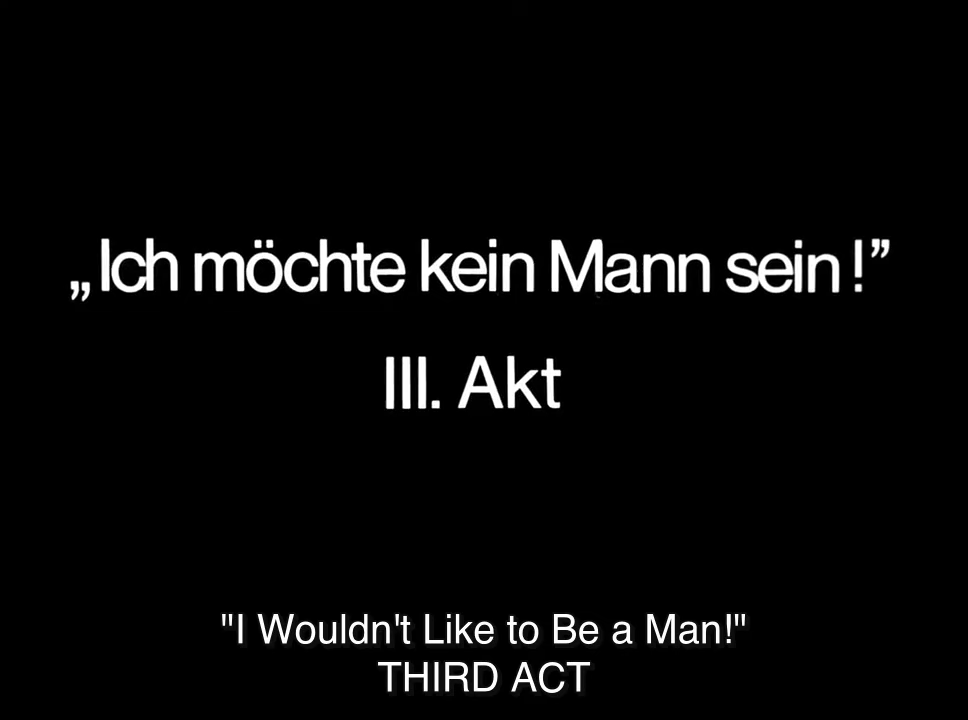 „Ich möchte kein Mann sein!”
III. Akt
"I Wouldn't Like to Be a Man!"
THIRD ACT